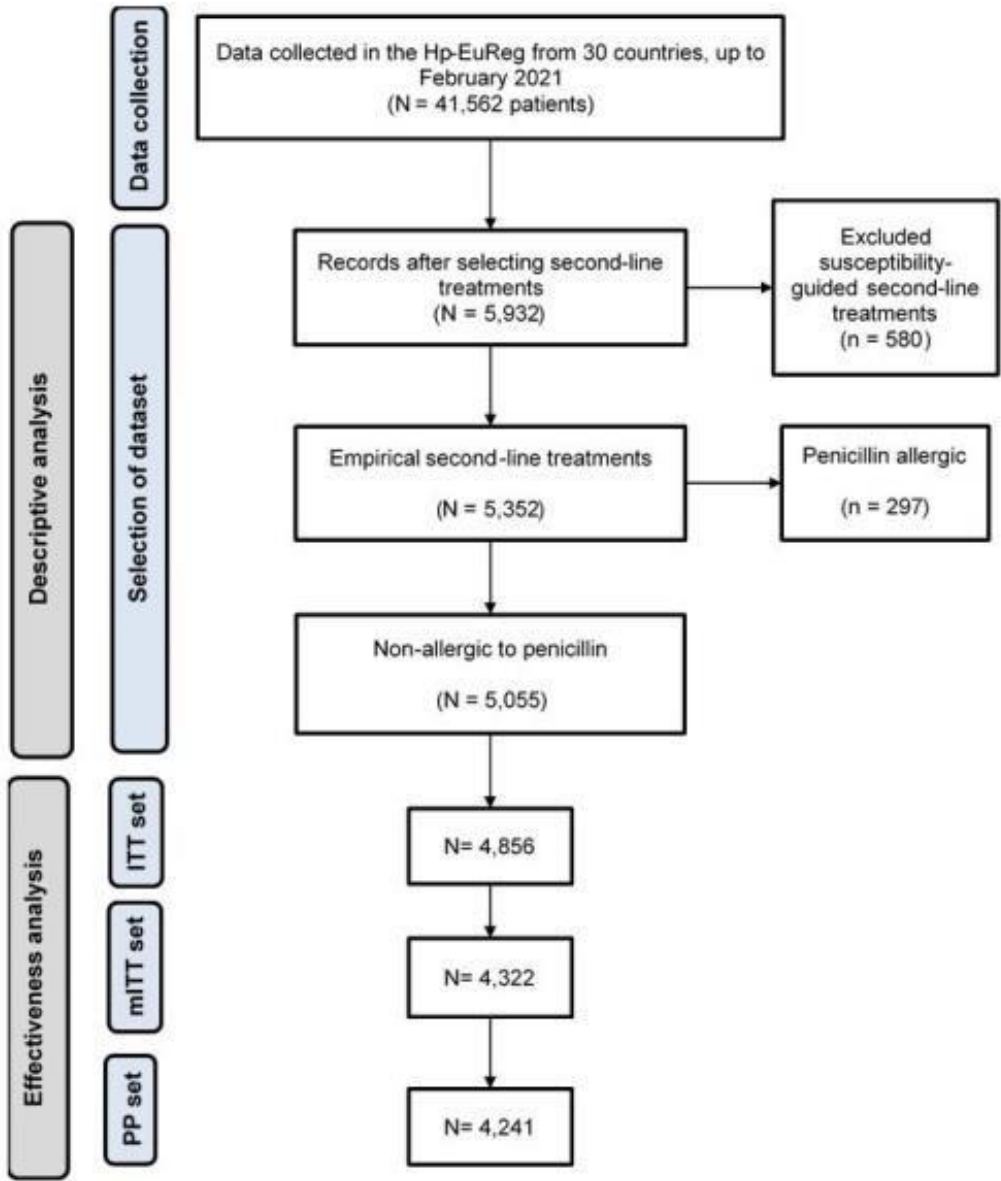 Data collection
Data collected in the Hp-EuReg from 30 countries, up to
February 2021
(N = 41,562 patients)
Descriptive analysis
Selection of dataset
Records after selecting second-line
treatments
(N = 5,932)
Excluded
susceptibility-
guided second-line
treatments
(n = 580)
Empirical second-line treatments
(N = 5,352)
Penicillin allergic
(n = 297)
Non-allergic to penicillin
(N = 5,055)
Effectiveness analysis
ITT set
N= 4,856
mITT set
N= 4,322
PP set
N= 4,241